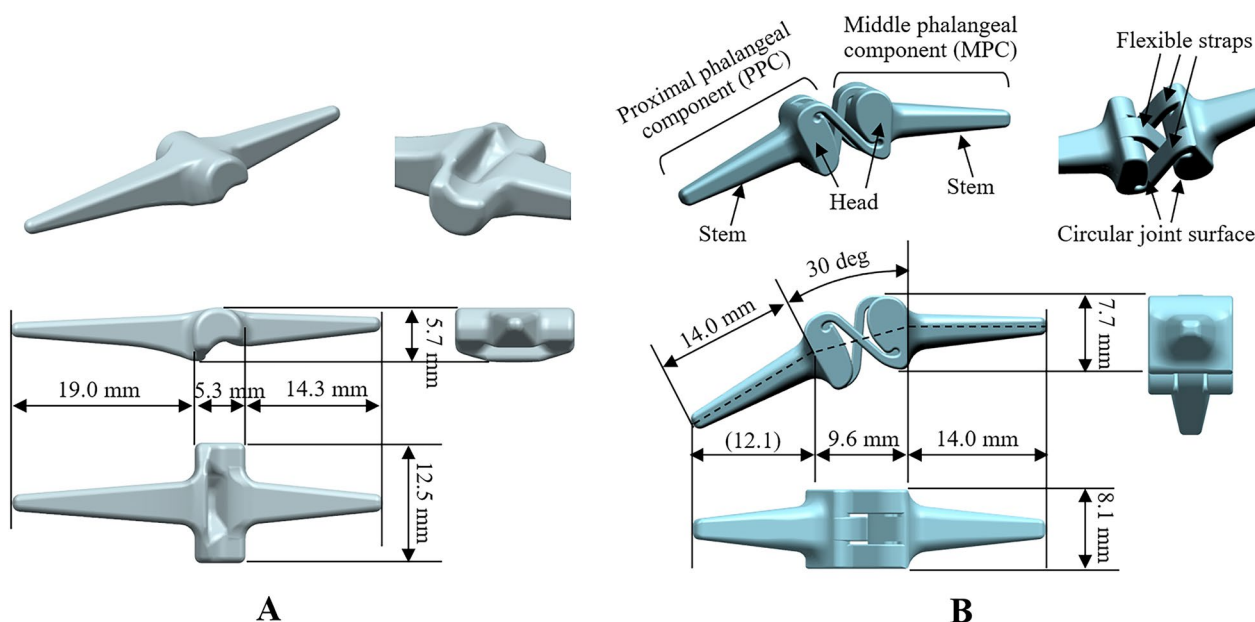 Proximal phalangeal
component (PPC)
Middle phalangeal
component (MPC)
Flexible straps
Stem
Head
Stem
Circular joint surface
5.7 mm
19.0 mm
5.3 mm
14.3 mm
12.5 mm
30 deg
14.0 mm
7.7 mm
(12.1)
9.6 mm
14.0 mm
8.1 mm
A
B